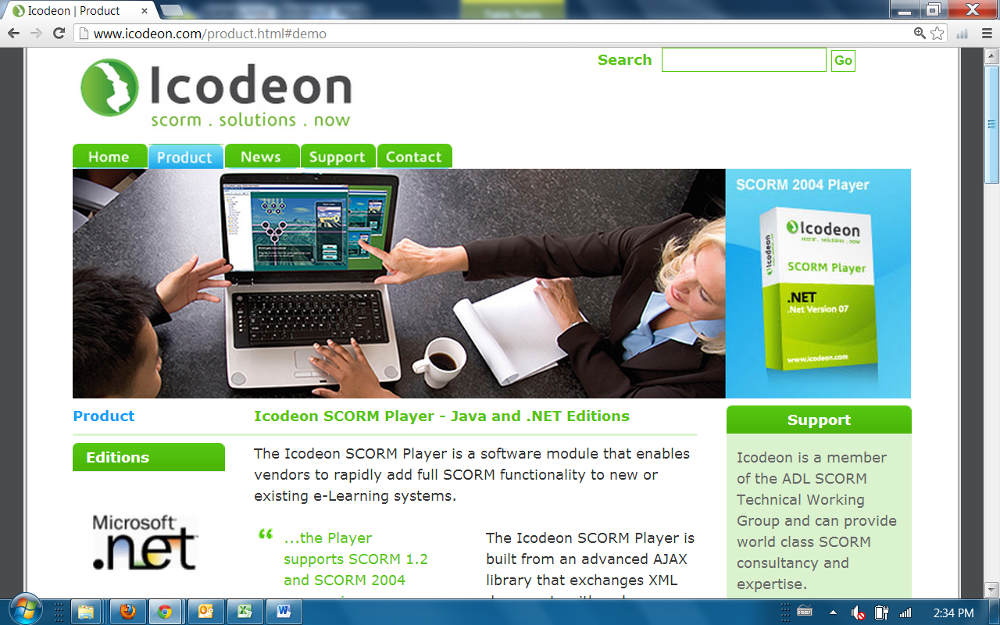 Icodeon | Product
www.icodeon.com/product.html#demo
Search
Go
Icodeon
scorm . solutions . now
Home
Product
News
Support
Contact
SCORM 2004 Player
Icodeon
scorm . solutions . now
Icodeon
SCORM Player
.NET
.Net Version 07
www.icodeon.com
Product
Editions
Microsoft
.net
Icodeon SCORM Player - Java and .NET Editions
The Icodeon SCORM Player is a software module that enables
vendors to rapidly add full SCORM functionality to new or
existing e-Learning systems.
“ ...the Player
supports SCORM 1.2
and SCORM 2004
The Icodeon SCORM Player is
built from an advanced AJAX
library that exchanges XML
Support
Icodeon is a member
of the ADL SCORM
Technical Working
Group and can provide
world class SCORM
consultancy and
expertise.
2:34 PM